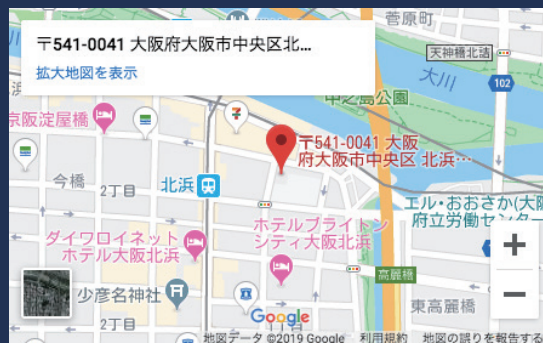 〒541-0041 大阪府大阪市中央区北...
拡大地図を表示
菅原町
天神橋北詰
大川
102
中之島公園
京阪淀屋橋
7
〒541-0041 大阪
府大阪市中央区 北浜…
今橋
2丁目
北浜
エル・おおさか(大阪
府立労働センター
ホテルブライトン
シティ大阪北浜
ダイワロイネット
ホテル大阪北浜
高麗橋
少彦名神社
東高麗橋
2丁目
1丁目
Google
地図データ ©2019 Google
利用規約
地図の誤りを報告する
+
−